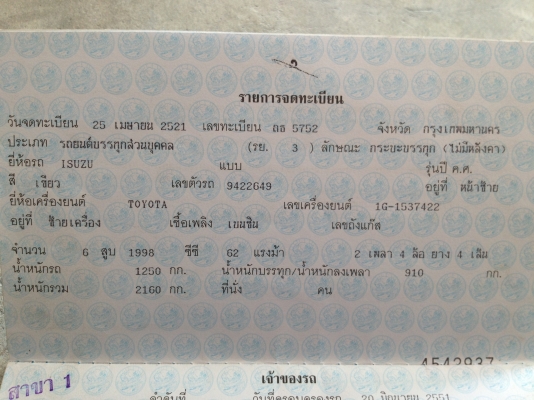 ๑
รายการจดทะเบียน
วันจดทะเบียน 25 เมษายน 2521 เลขทะเบียน ถธ 5752 จังหวัด กรุงเทพมหานคร
ประเภท รถยนต์บรรทุกส่วนบุคคล (รย. 3 ) ลักษณะ กระบะบรรทุก (ไม่มีหลังคา)
ยี่ห้อรถ ISUZU แบบ รุ่นปี ค.ศ.
สี เขียว เลขตัวรถ 9422649 อยู่ที่ หน้าซ้าย
ยี่ห้อเครื่องยนต์ TOYOTA เลขเครื่องยนต์ 1G-1537422
อยู่ที่ ซ้ายเครื่อง เชื้อเพลิง เบนซิน เลขถังแก๊ส
จำนวน 6 สูบ 1998 ซีซี 62 แรงม้า 2 เพลา 4 ล้อ ยาง 4 เส้น
น้ำหนักรถ 1250 กก. น้ำหนักบรรทุก/น้ำหนักลงเพลา 910 กก.
น้ำหนักรวม 2160 กก. ที่นั่ง คน
4542937
สาขา 1
เจ้าของรถ
ลำดับที่ วันที่ครอบครองรถ 20 มิถุนายน 2551